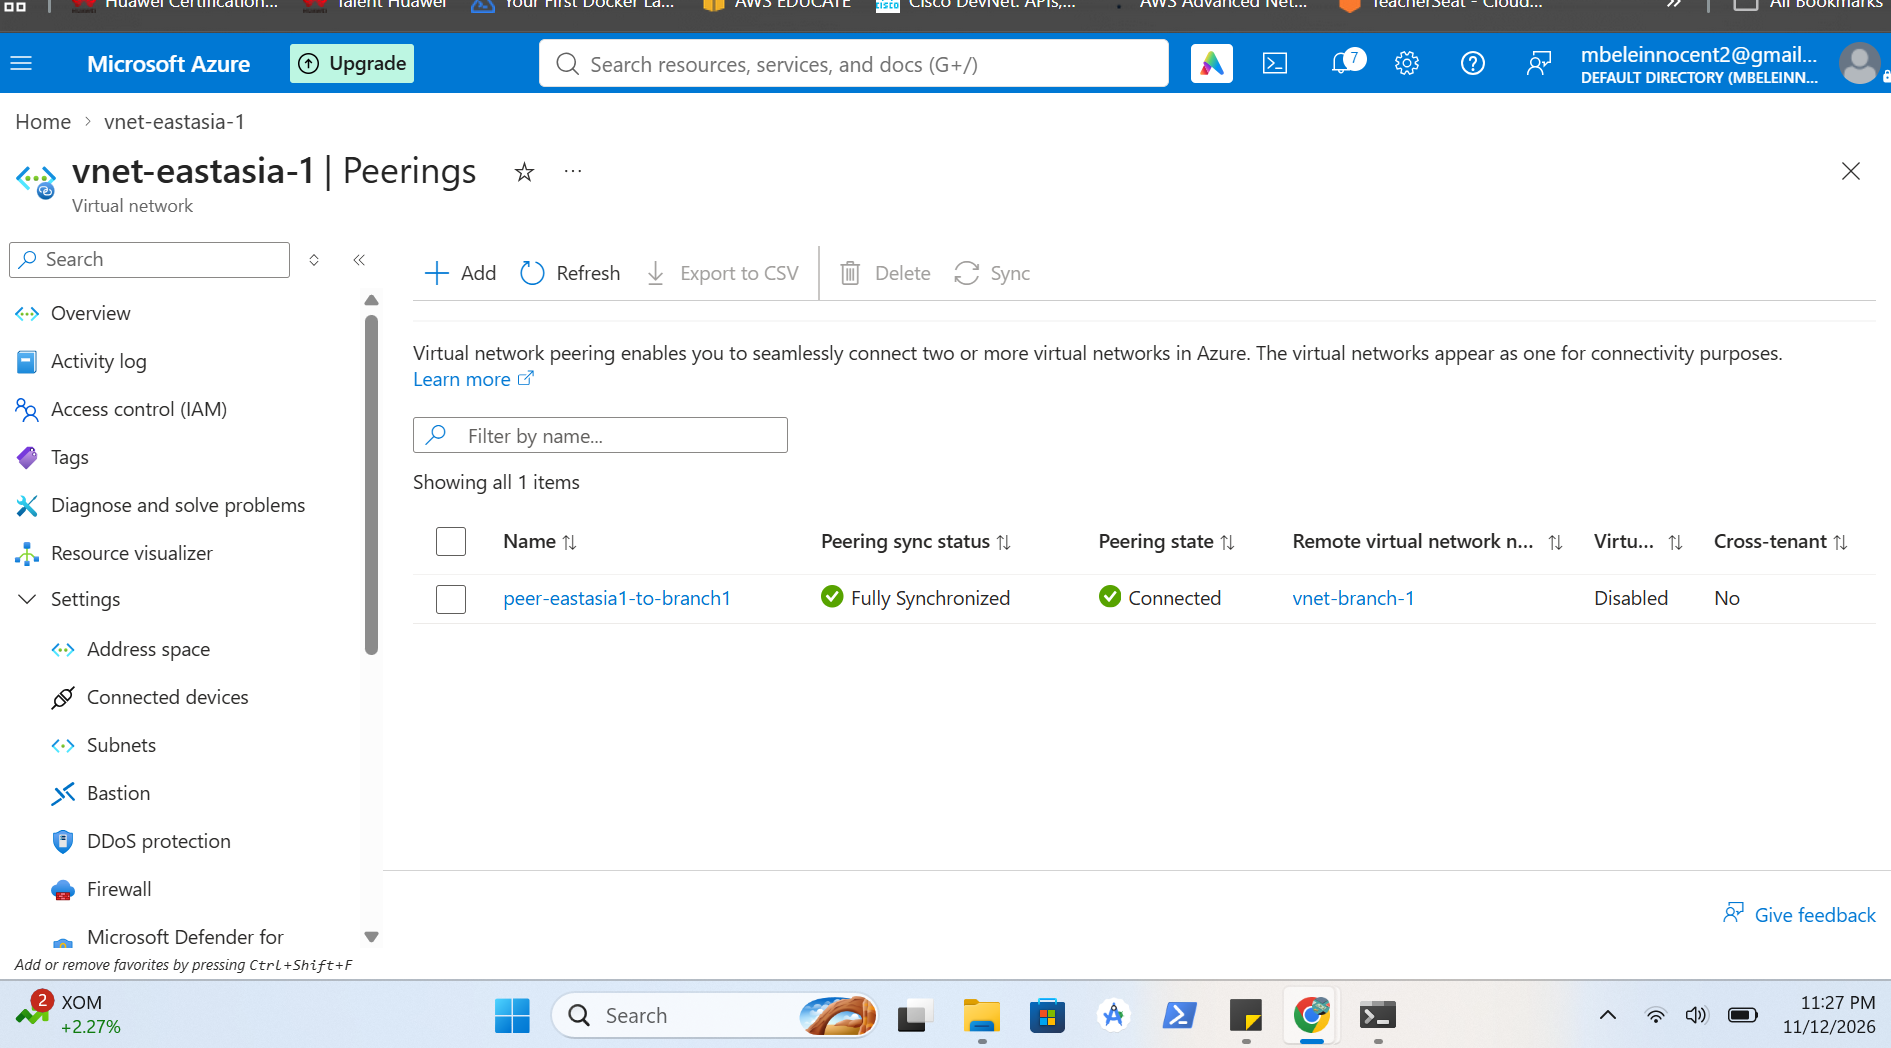 Huawei Certification...
Talent Huawei
Your First Docker La...
AWS EDUCATE
CISCO
Cisco DevNet: APIs,...
AWS Advanced Net...
TeacherSeat - Cloud...
»
All Bookmarks
Microsoft Azure
Upgrade
Search resources, services, and docs (G+/)
7
mbeleinnocent2@gmail...
DEFAULT DIRECTORY (MBELEINN...
Home > vnet-eastasia-1
vnet-eastasia-1 | Peerings
...
Virtual network
Search
Add
Refresh
Export to CSV
Delete
Sync
Overview
Activity log
Access control (IAM)
Tags
Diagnose and solve problems
Resource visualizer
Settings
Address space
Connected devices
Subnets
Bastion
DDoS protection
Firewall
Microsoft Defender for
Add or remove favorites by pressing Ctrl+Shift+F
Virtual network peering enables you to seamlessly connect two or more virtual networks in Azure. The virtual networks appear as one for connectivity purposes.
Learn more
Filter by name...
Showing all 1 items
Name Peering sync status Peering state Remote virtual network n... Virtu... Cross-tenant
peer-eastasia1-to-branch1 Fully Synchronized Connected vnet-branch-1 Disabled No
Give feedback
2
XOM
+2.27%
Search
11:27 PM
11/12/2026